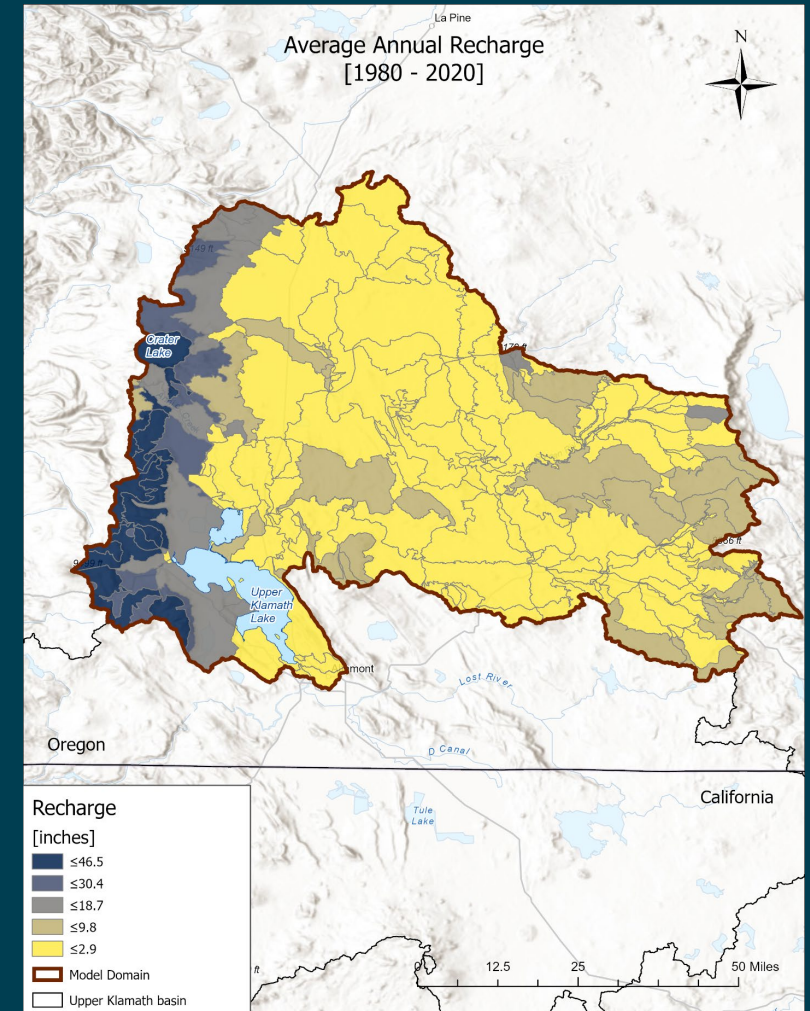 La Pine
Average Annual Recharge
[1980 - 2020]
N
Crater
Lake
Upper
Klamath
Lake
mont
Lost River
D Canal
Oregon
California
Tule
Lake
Recharge
[inches]
≤46.5
≤30.4
≤18.7
≤9.8
≤2.9
Model Domain
Upper Klamath basin
ft
0 12.5 25 50 Miles